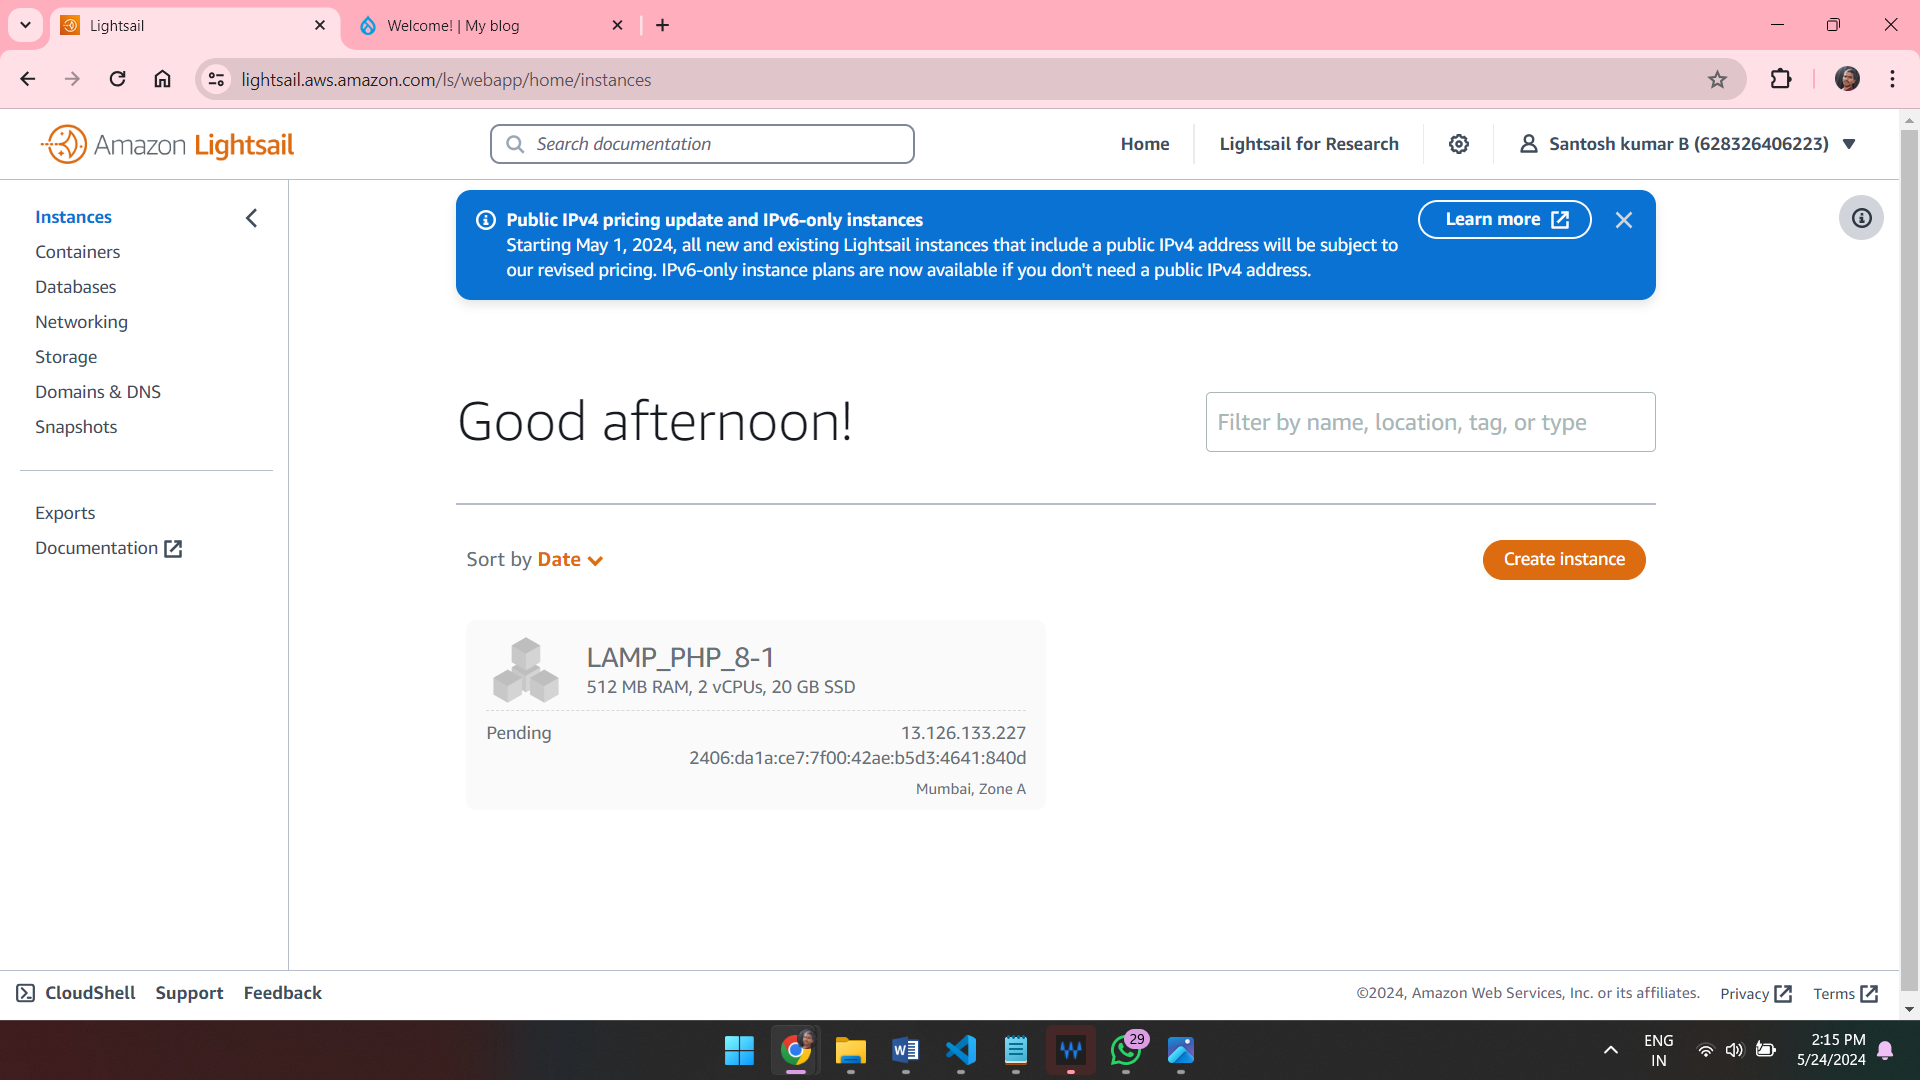 Lightsail
Welcome! | My blog
lightsail.aws.amazon.com/ls/webapp/home/instances
Amazon Lightsail
Search documentation
Home
Lightsail for Research
Santosh kumar B (628326406223)
Instances
Containers
Databases
Networking
Storage
Domains & DNS
Snapshots
Exports
Documentation
Public IPv4 pricing update and IPv6-only instances
Starting May 1, 2024, all new and existing Lightsail instances that include a public IPv4 address will be subject to
our revised pricing. IPv6-only instance plans are now available if you don't need a public IPv4 address.
Learn more
Good afternoon!
Filter by name, location, tag, or type
Sort by Date
Create instance
LAMP_PHP_8-1
512 MB RAM, 2 vCPUs, 20 GB SSD
Pending
13.126.133.227
2406:da1a:ce7:7f00:42ae:b5d3:4641:840d
Mumbai, Zone A
CloudShell
Support
Feedback
©2024, Amazon Web Services, Inc. or its affiliates.
Privacy
Terms
29
ENG
IN
2:15 PM
5/24/2024